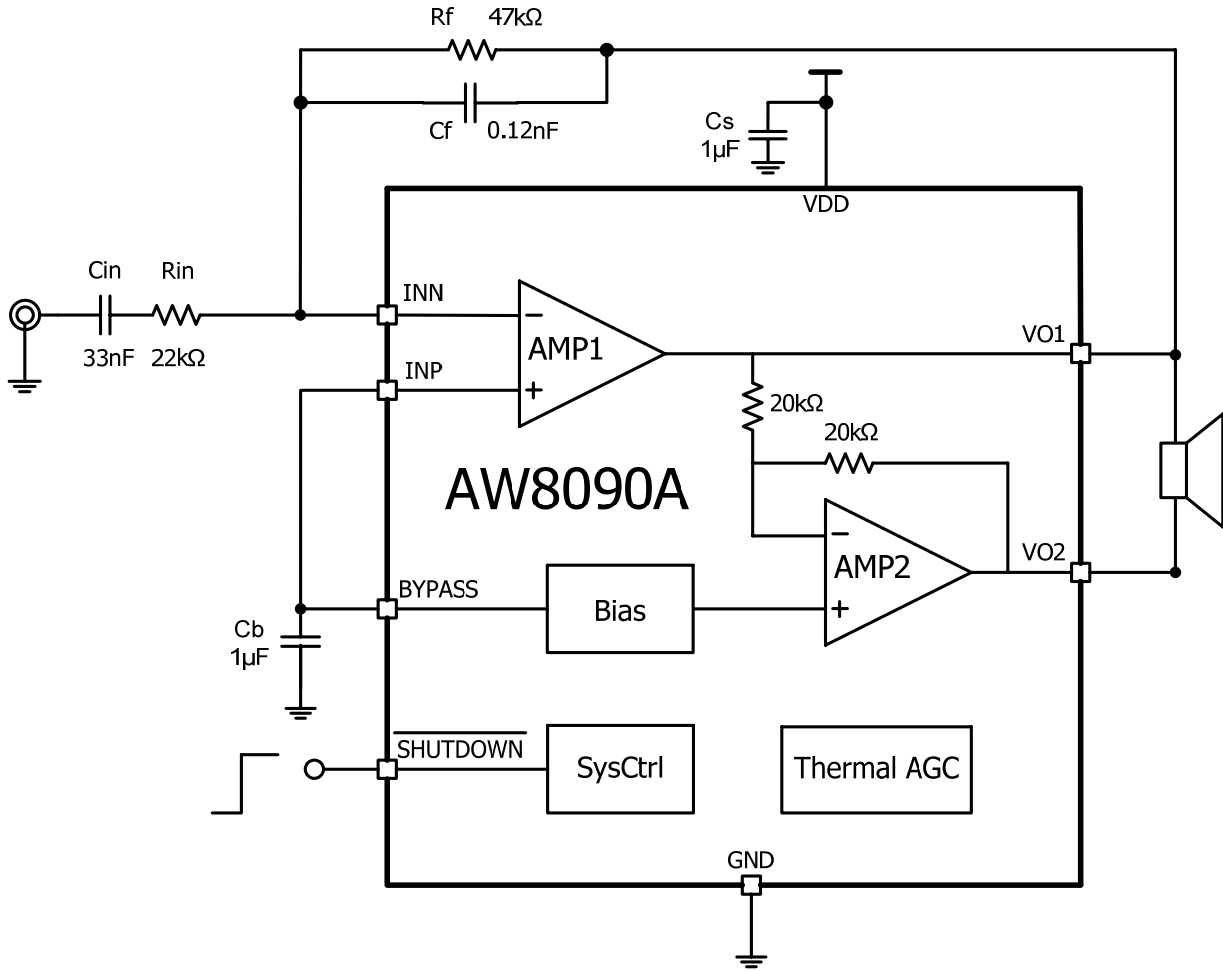 Rf 47kΩ
Cf 0.12nF
Cs
1µF
VDD
Cin Rin
33nF 22kΩ
INN
INP
AMP1
VO1
20kΩ
20kΩ
AW8090A
AMP2
VO2
BYPASS
Bias
Cb
1µF
SHUTDOWN
SysCtrl
Thermal AGC
GND